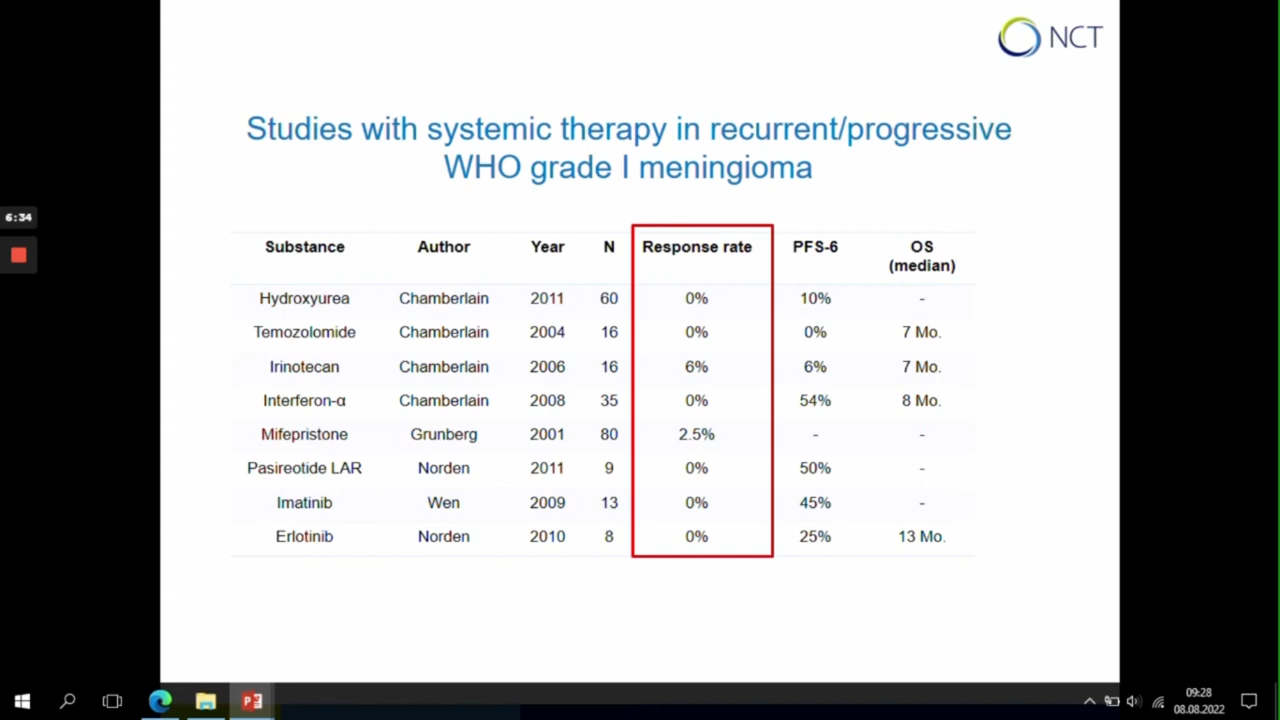 NCT
Studies with systemic therapy in recurrent/progressive
WHO grade I meningioma
6:34
Substance Author Year N Response rate PFS-6 OS
(median)
Hydroxyurea Chamberlain 2011 60 0% 10% -
Temozolomide Chamberlain 2004 16 0% 0% 7 Mo.
Irinotecan Chamberlain 2006 16 6% 6% 7 Mo.
Interferon-α Chamberlain 2008 35 0% 54% 8 Mo.
Mifepristone Grunberg 2001 80 2.5% - -
Pasireotide LAR Norden 2011 9 0% 50% -
Imatinib Wen 2009 13 0% 45% -
Erlotinib Norden 2010 8 0% 25% 13 Mo.
09:28
08.08.2022